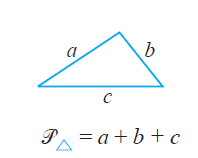 a
b
c
𝒫△ = a + b + c